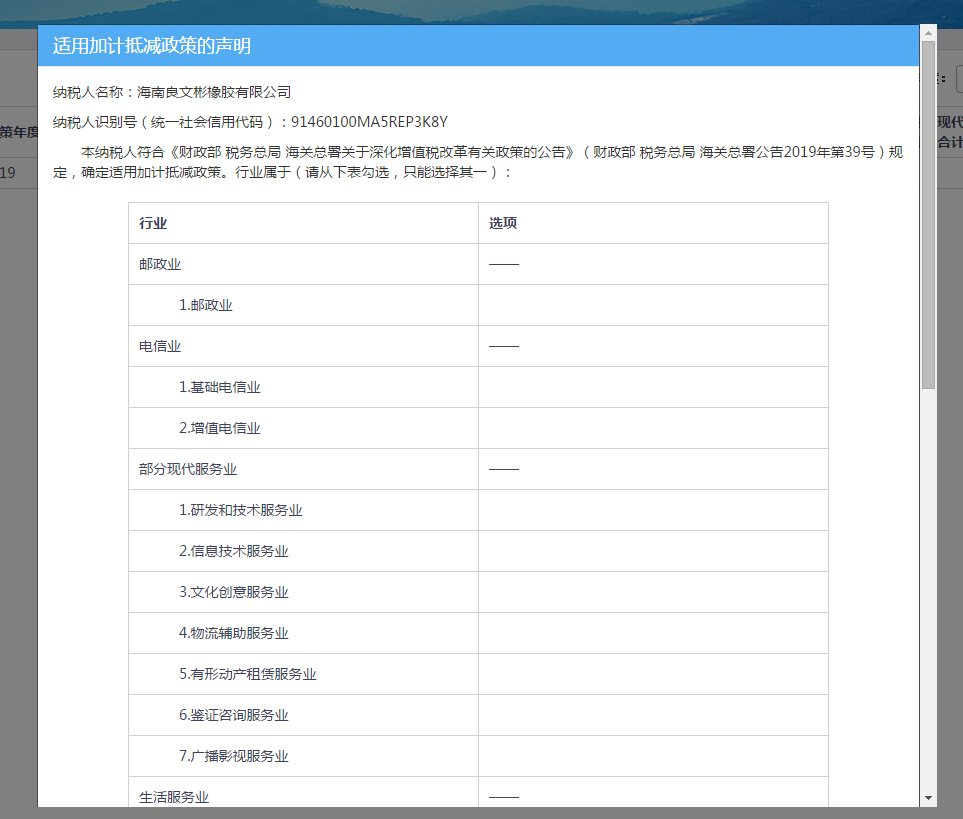 适用加计抵减政策的声明
纳税人名称：海南良文彬橡胶有限公司
纳税人识别号（统一社会信用代码）：91460100MA5REP3K8Y
本纳税人符合《财政部 税务总局 海关总署关于深化增值税改革有关政策的公告》（财政部 税务总局 海关总署公告2019年第39号）规
定，确定适用加计抵减政策。行业属于（请从下表勾选，只能选择其一）：
策年度
19
现代
合计
行业 选项
邮政业 ——
1.邮政业
电信业 ——
1.基础电信业
2.增值电信业
部分现代服务业 ——
1.研发和技术服务业
2.信息技术服务业
3.文化创意服务业
4.物流辅助服务业
5.有形动产租赁服务业
6.鉴证咨询服务业
7.广播影视服务业
生活服务业 ——